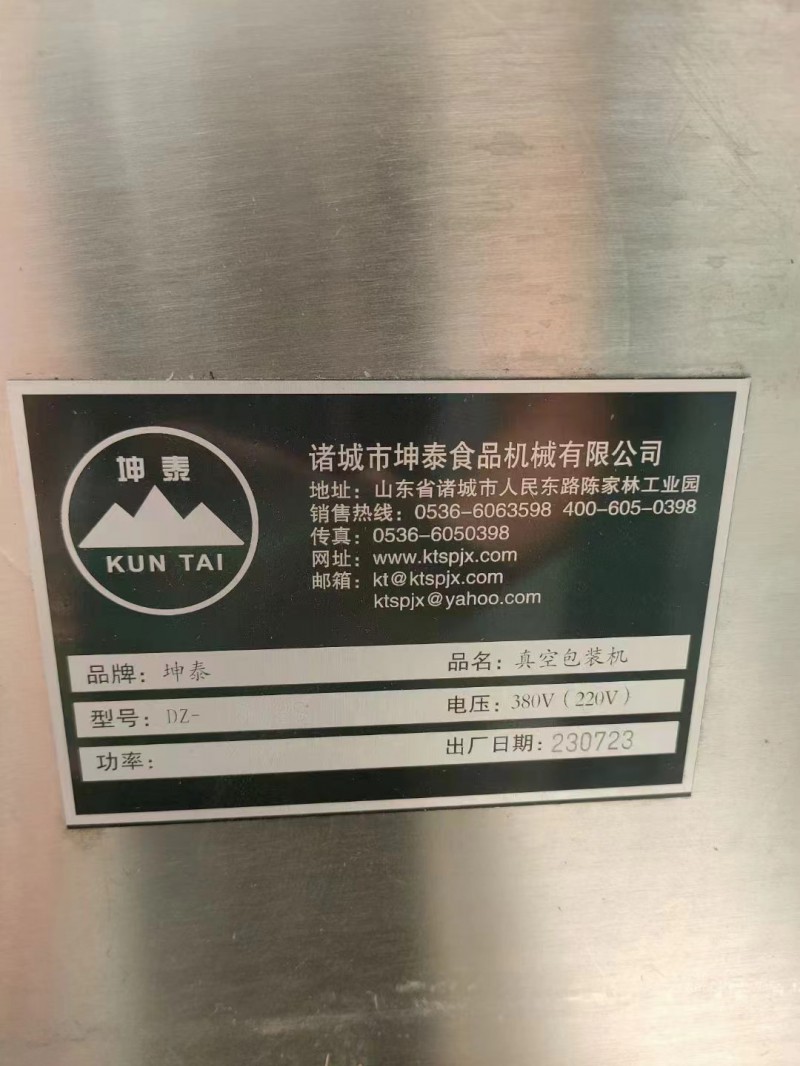 坤泰
KUN TAI
诸城市坤泰食品机械有限公司
地址：山东省诸城市人民东路陈家林工业园
销售热线：0536-6063598 400-605-0398
传真：0536-6050398
网址：www.ktspjx.com
邮箱：kt@ktspjx.com
ktspjx@yahoo.com
品牌：坤泰 品名：真空包装机
型号：DZ- 电压：380V（220V）
功率： 出厂日期：230723